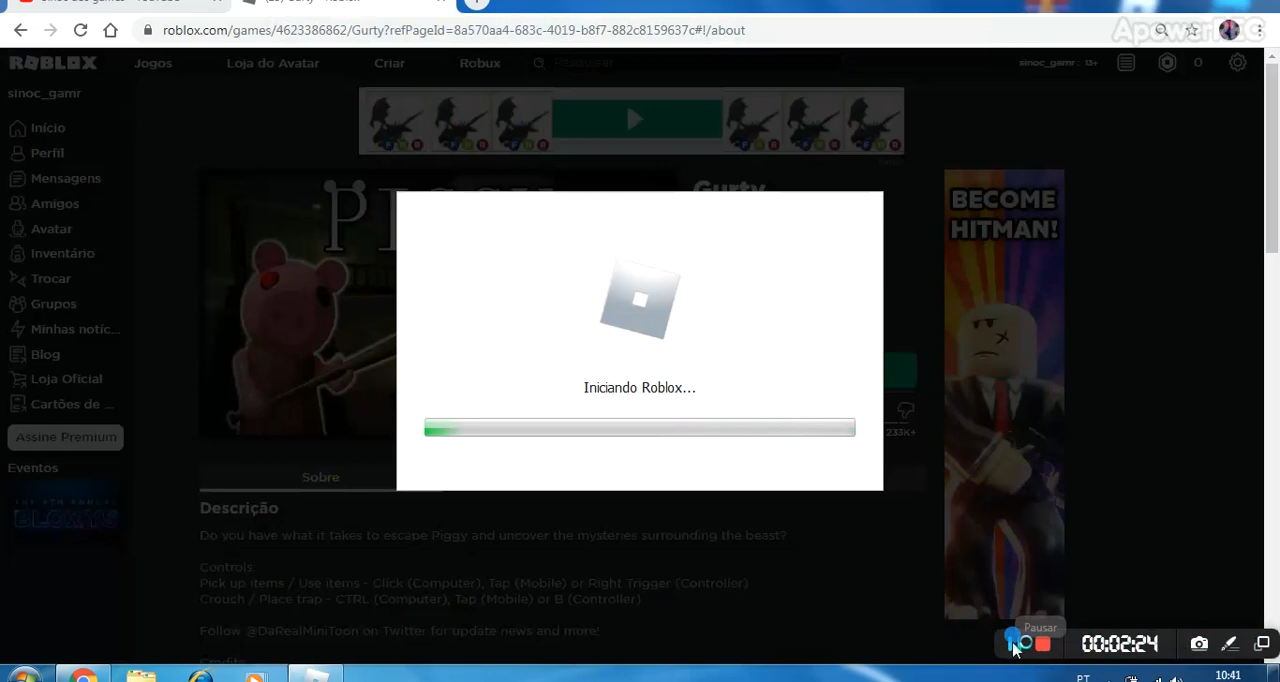 roblox.com/games/4623386862/Gurty?refPageId=8a570aa4-683c-4019-b8f7-882c8159637c#!/about
ApowerREC
ROBLOX
Jogos
Loja do Avatar
Criar
Robux
sinoc_gamr : 13+
0
sinoc_gamr
Início
Perfil
Mensagens
Amigos
Avatar
Inventário
Trocar
Grupos
Minhas notíc...
Blog
Loja Oficial
Cartões de ...
Assine Premium
Eventos
BLOXYS
Gurty
BECOME
HITMAN!
Iniciando Roblox...
233K+
Sobre
Descrição
Do you have what it takes to escape Piggy and uncover the mysteries surrounding the beast?
Controls:
Pick up items / Use items - Click (Computer), Tap (Mobile) or Right Trigger (Controller)
Crouch / Place trap - CTRL (Computer), Tap (Mobile) or B (Controller)
Follow @DaRealMiniToon on Twitter for update news and more!
Pausar
00:02:24
PT
10:41